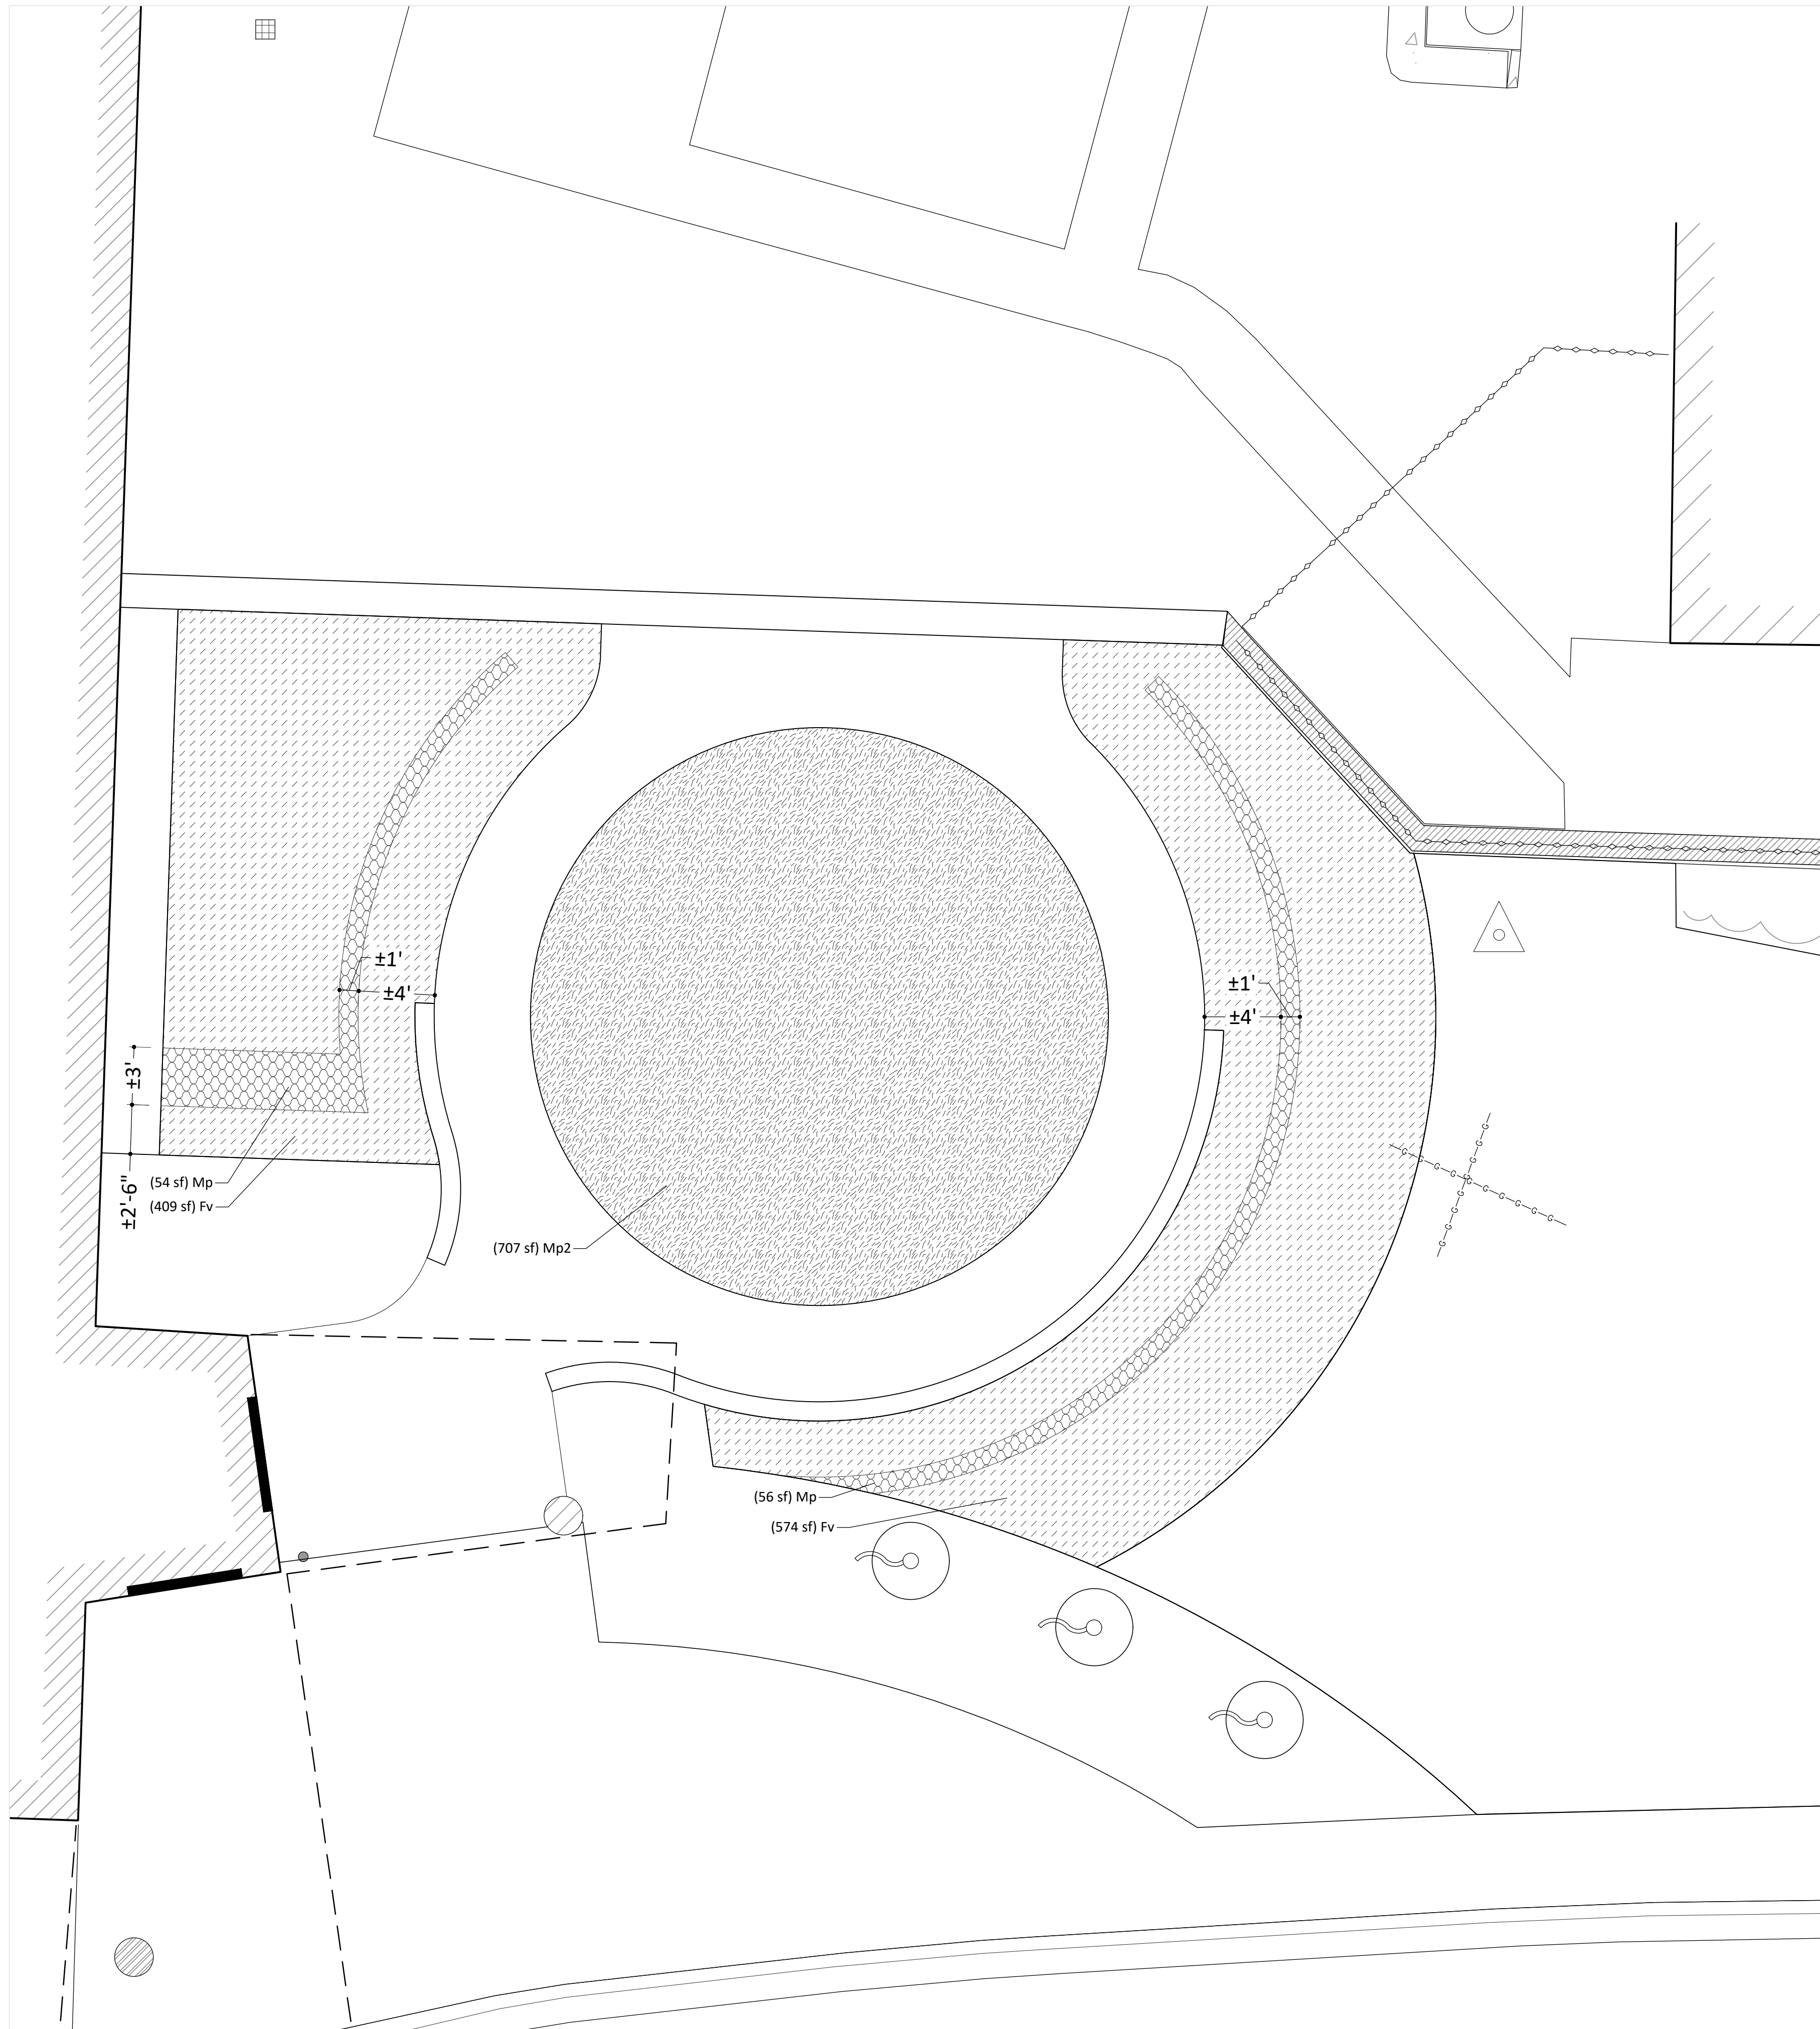 ±1'
±4'
±1'
±4'
±3'
±2'-6"
(54 sf) Mp
(409 sf) Fv
(707 sf) Mp2
G G G G G G G
G G G G G G G G G G
(56 sf) Mp
(574 sf) Fv